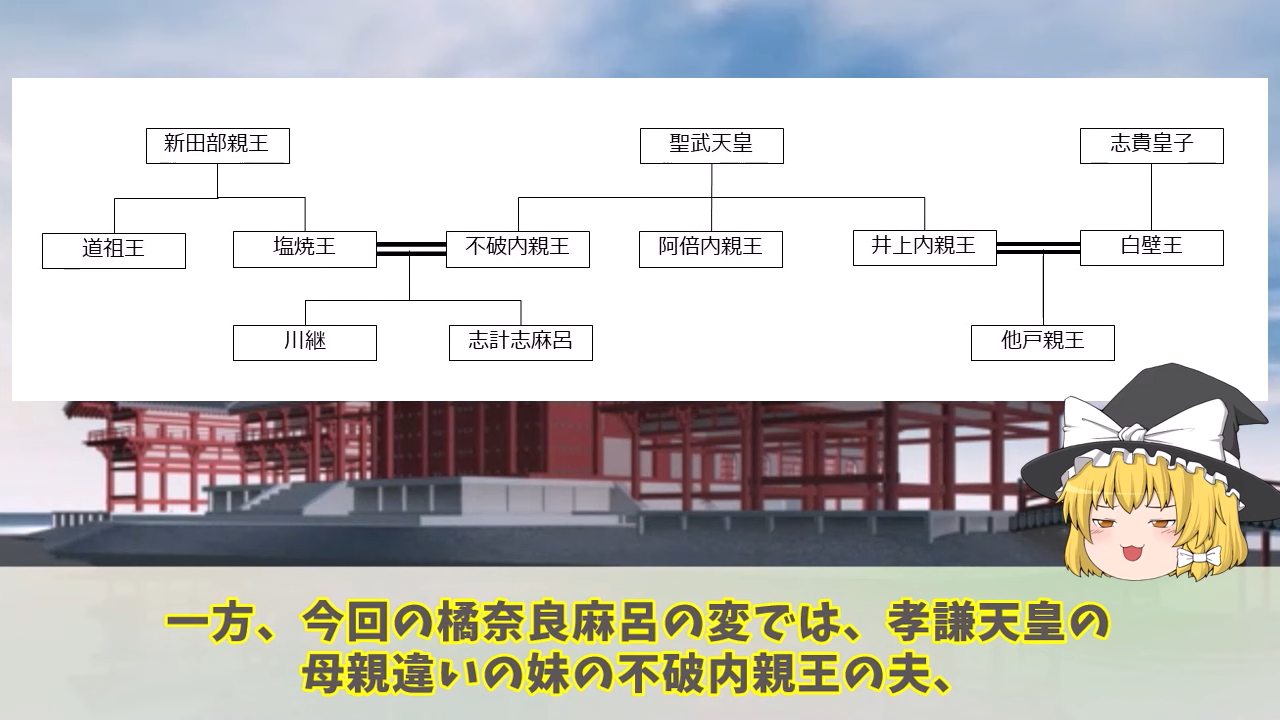 新田部親王
聖武天皇
志貴皇子
道祖王
塩焼王
不破内親王
阿倍内親王
井上内親王
白壁王
川継
志計志麻呂
他戸親王
一方、今回の橘奈良麻呂の変では、孝謙天皇の
母親違いの妹の不破内親王の夫、